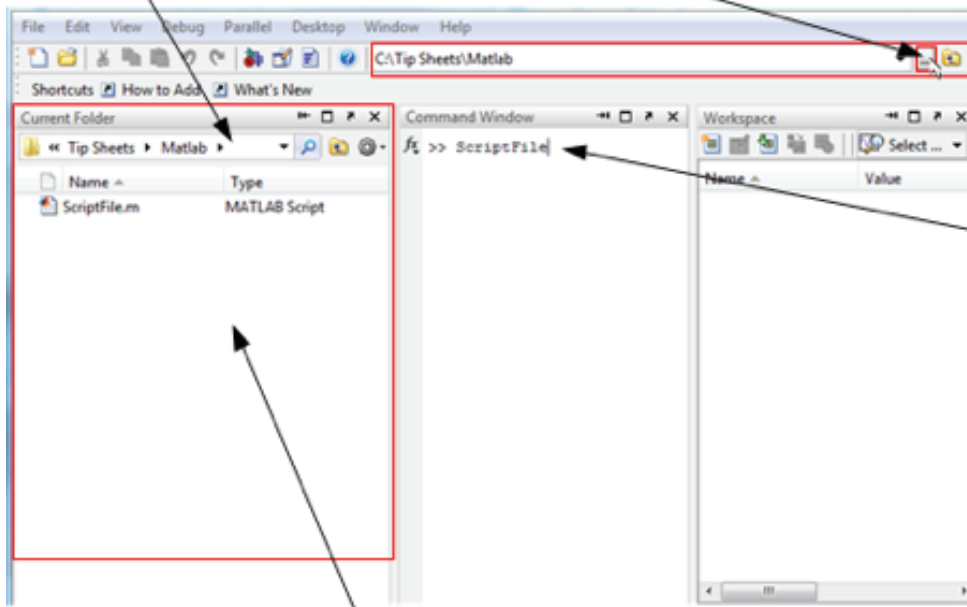 File Edit View Debug Parallel Desktop Window Help
C:\Tip Sheets\Matlab
Shortcuts How to Add What's New
Current Folder
« Tip Sheets Matlab
Name Type
ScriptFile.m MATLAB Script
Command Window
fx >> ScriptFile
Workspace
Select ...
Name Value